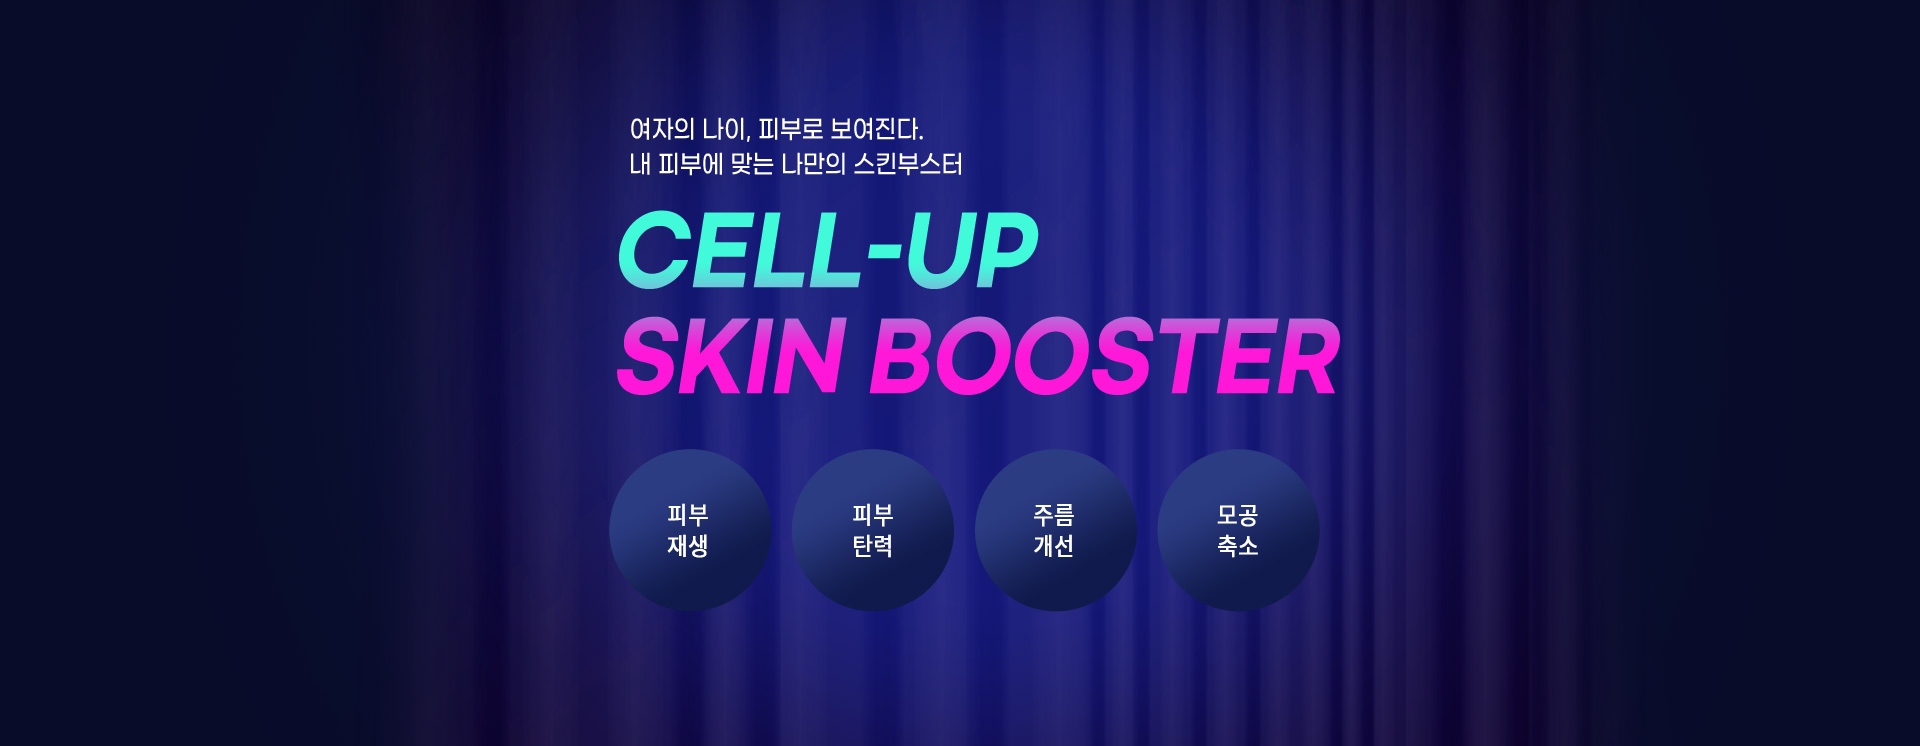 여자의 나이, 피부로 보여진다.
내 피부에 맞는 나만의 스킨부스터
CELL-UP
SKIN BOOSTER
피부
재생
피부
탄력
주름
개선
모공
축소